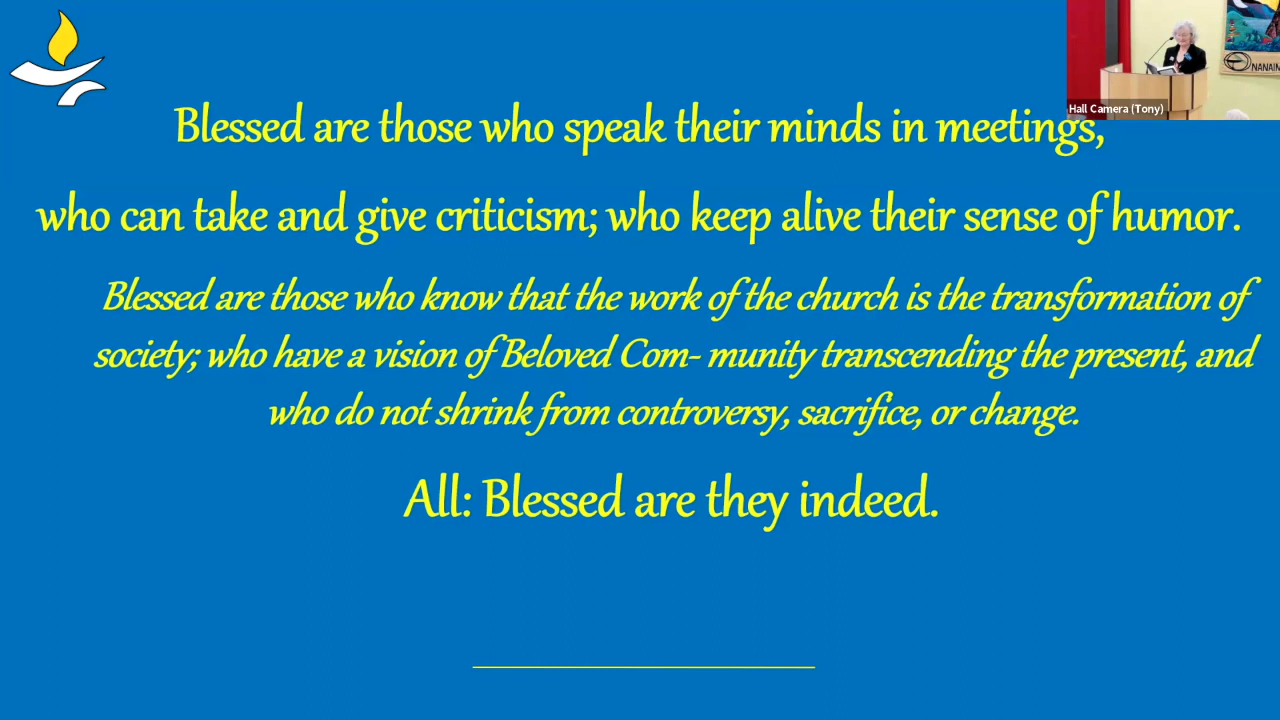 Hall Camera (Tony)
Blessed are those who speak their minds in meetings,
who can take and give criticism; who keep alive their sense of humor.
Blessed are those who know that the work of the church is the transformation of
society; who have a vision of Beloved Com- munity transcending the present, and
who do not shrink from controversy, sacrifice, or change.
All: Blessed are they indeed.